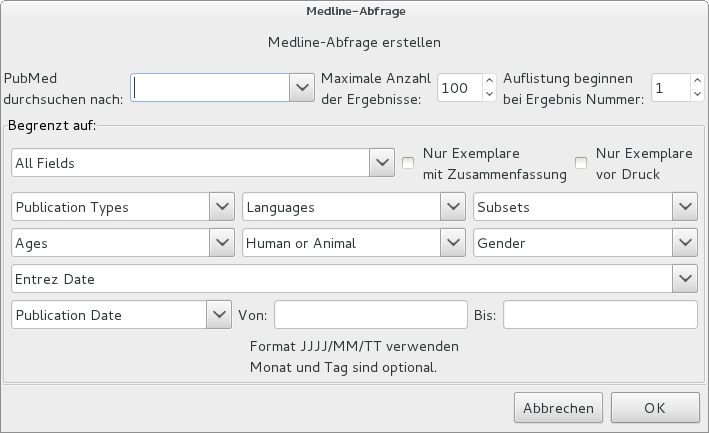 Medline-Abfrage
Medline-Abfrage erstellen
PubMed
durchsuchen nach:
Maximale Anzahl
der Ergebnisse:
100
Auflistung beginnen
bei Ergebnis Nummer:
1
Begrenzt auf:
All Fields
Nur Exemplare
mit Zusammenfassung
Nur Exemplare
vor Druck
Publication Types
Languages
Subsets
Ages
Human or Animal
Gender
Entrez Date
Publication Date
Von:
Bis:
Format JJJJ/MM/TT verwenden
Monat und Tag sind optional.
Abbrechen
OK